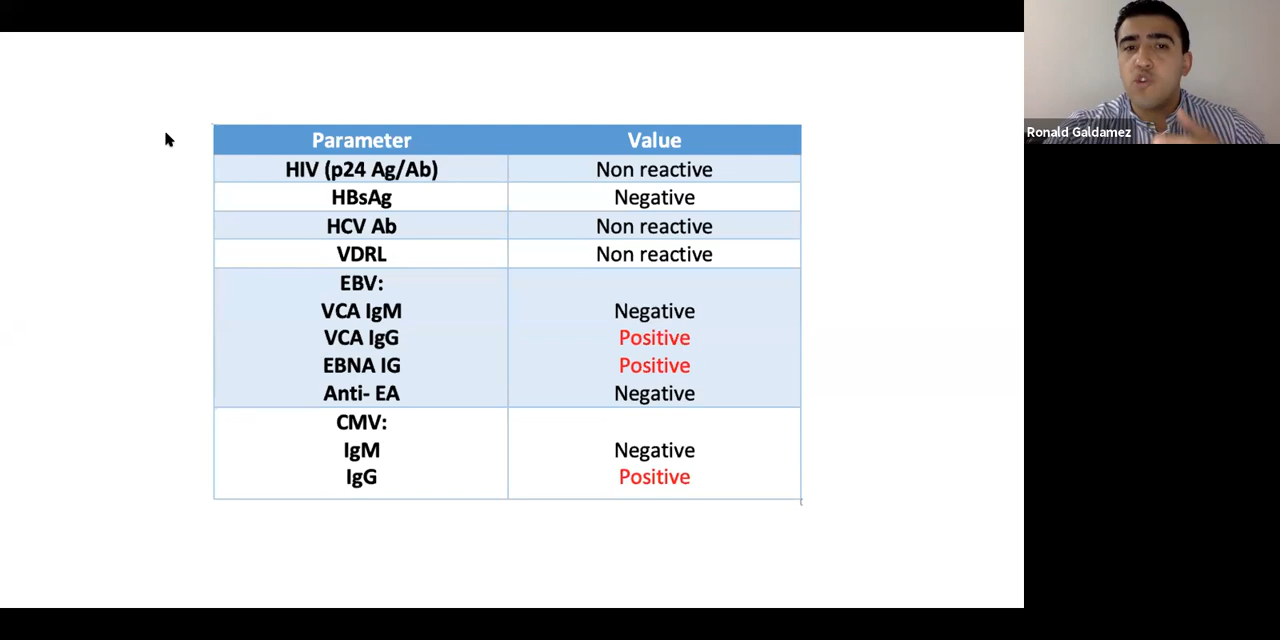 Parameter Value
HIV (p24 Ag/Ab) Non reactive
HBsAg Negative
HCV Ab Non reactive
VDRL Non reactive
EBV:
VCA IgM Negative
VCA IgG Positive
EBNA IG Positive
Anti- EA Negative
CMV:
IgM Negative
IgG Positive
Ronald Galdamez